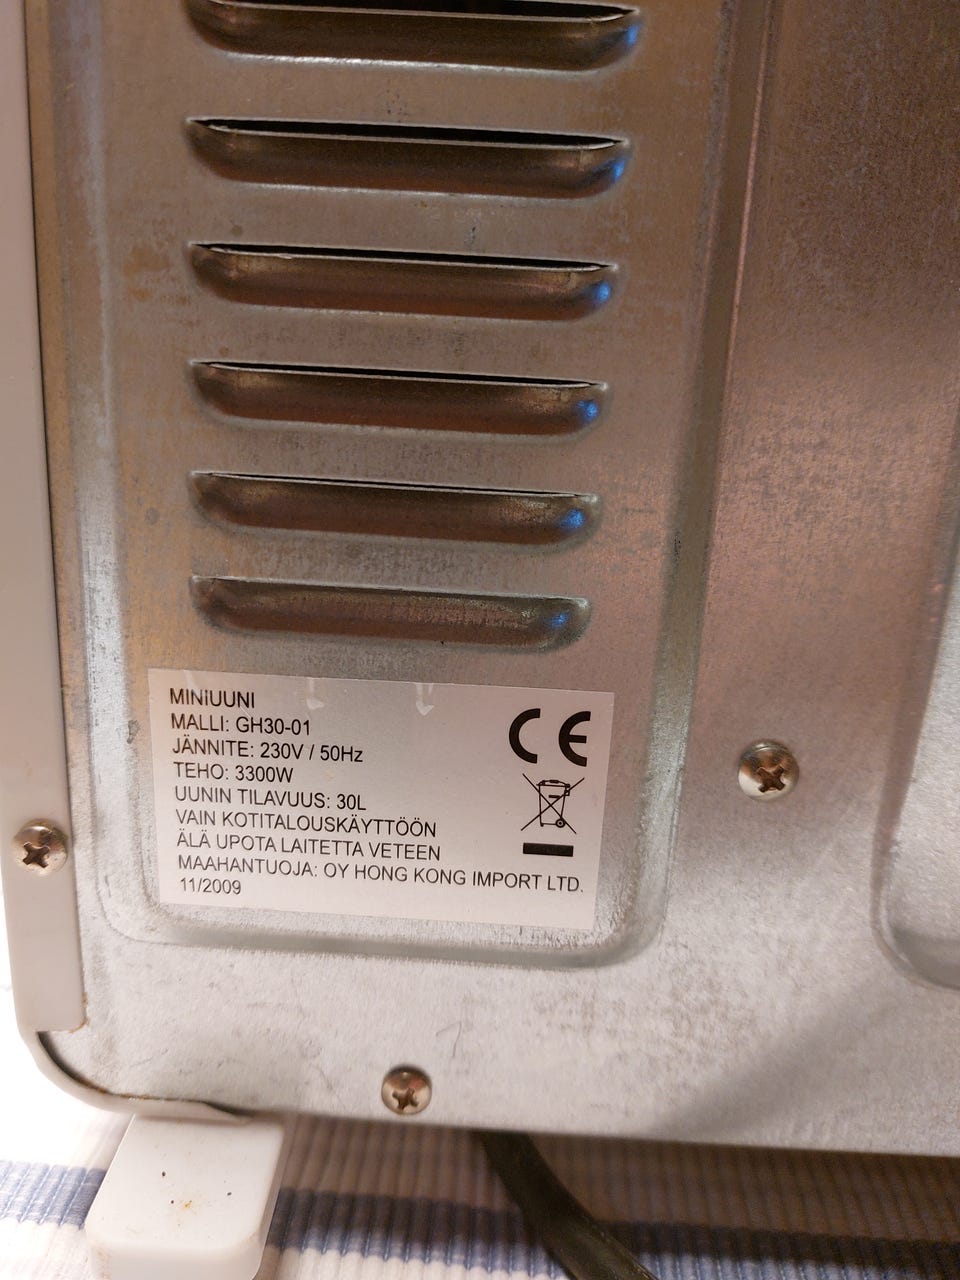 MINIUUNI
MALLI: GH30-01
JÄNNITE: 230V / 50Hz
TEHO: 3300W
UUNIN TILAVUUS: 30L
VAIN KOTITALOUSKÄYTTÖÖN
ÄLÄ UPOTA LAITETTA VETEEN
MAAHANTUOJA: OY HONG KONG IMPORT LTD.
11/2009
CE